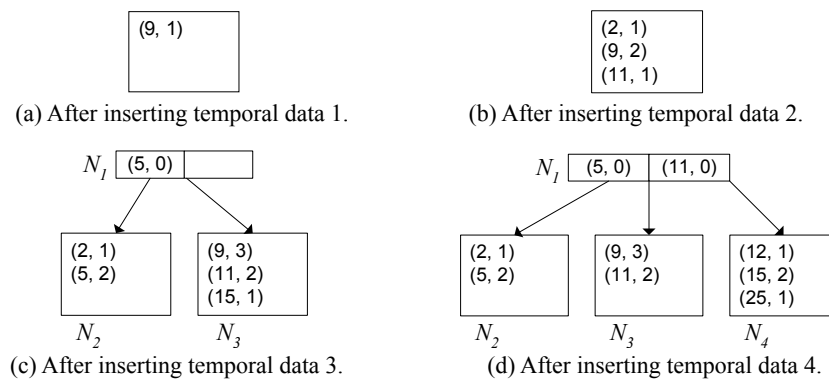 (9, 1)
(a) After inserting temporal data 1.
(2, 1)
(9, 2)
(11, 1)
(b) After inserting temporal data 2.
N1 (5, 0)
(2, 1)
(5, 2)
N2
(9, 3)
(11, 2)
(15, 1)
N3
(c) After inserting temporal data 3.
N1 (5, 0) (11, 0)
(2, 1)
(5, 2)
N2
(9, 3)
(11, 2)
N3
(12, 1)
(15, 2)
(25, 1)
N4
(d) After inserting temporal data 4.